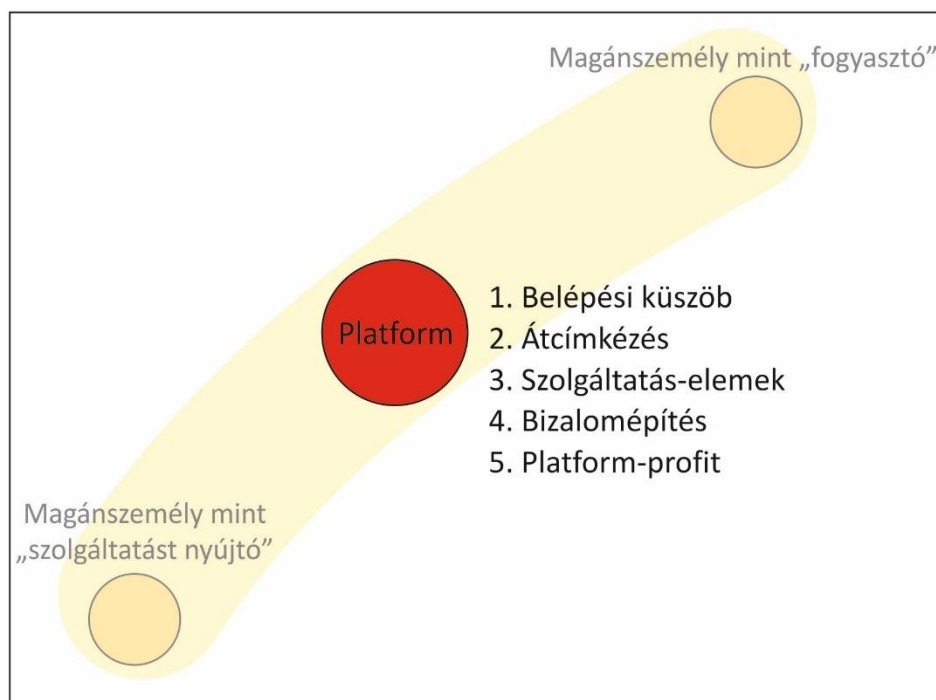 Magánszemély mint „fogyasztó”
Platform
1. Belépési küszöb
2. Átcímkézés
3. Szolgáltatás-elemek
4. Bizalomépítés
5. Platform-profit
Magánszemély mint
„szolgáltatást nyújtó”